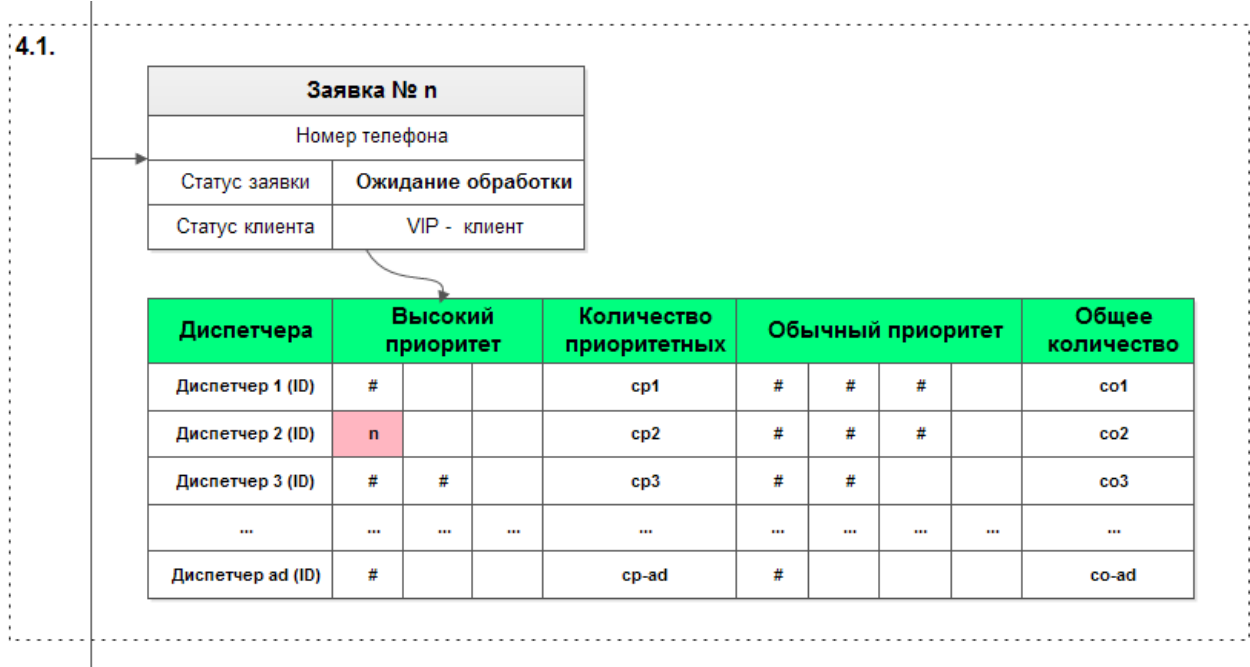 4.1.
Заявка № n
Номер телефона
Статус заявки Ожидание обработки
Статус клиента VIP - клиент
Диспетчера Высокий приоритет Количество приоритетных Обычный приоритет Общее количество
Диспетчер 1 (ID) # cp1 # # # co1
Диспетчер 2 (ID) n cp2 # # # co2
Диспетчер 3 (ID) # # cp3 # # co3
... ... ... ... ... ... ... ... ... ...
Диспетчер ad (ID) # cp-ad # co-ad